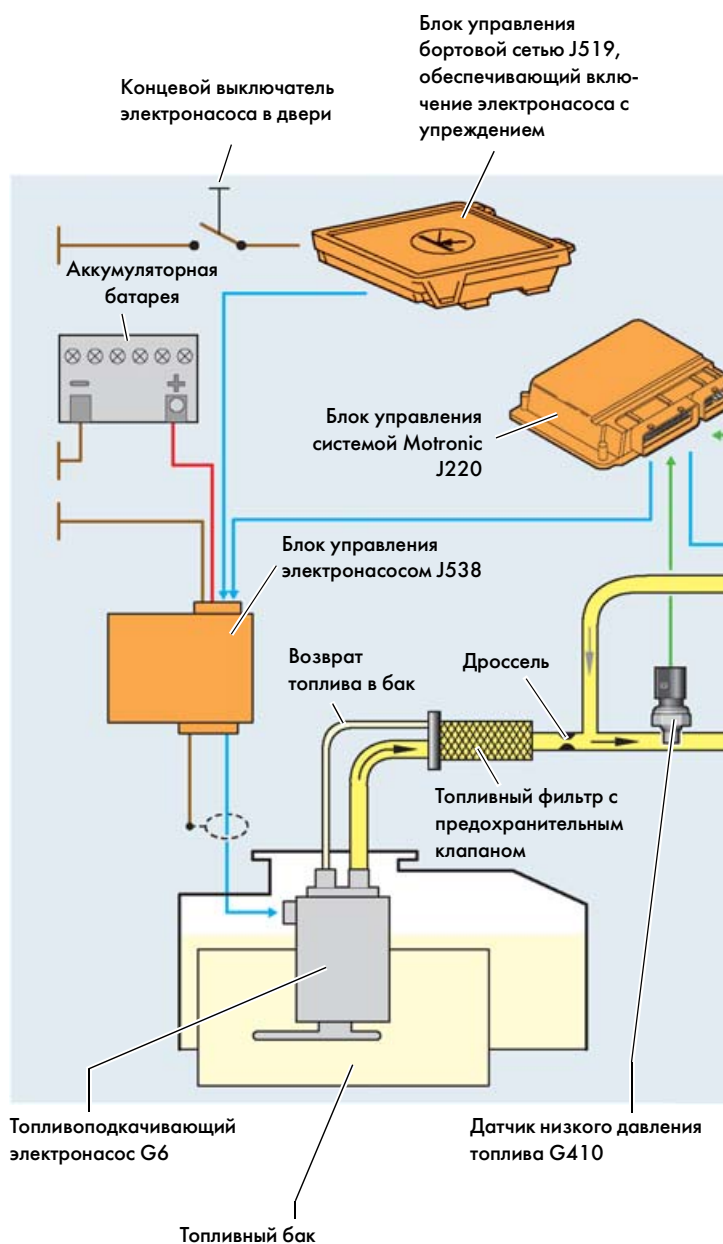 Блок управления
бортовой сетью J519,
обеспечивающий вклю-
чение электронасоса с
упреждением
Концевой выключатель
электронасоса в двери
Аккумуляторная
батарея
Блок управления
системой Motronic
J220
Блок управления
электронасосом J538
Возврат
топлива в бак
Дроссель
Топливный фильтр с
предохранительным
клапаном
Топливоподкачивающий
электронасос G6
Датчик низкого давления
топлива G410
Топливный бак